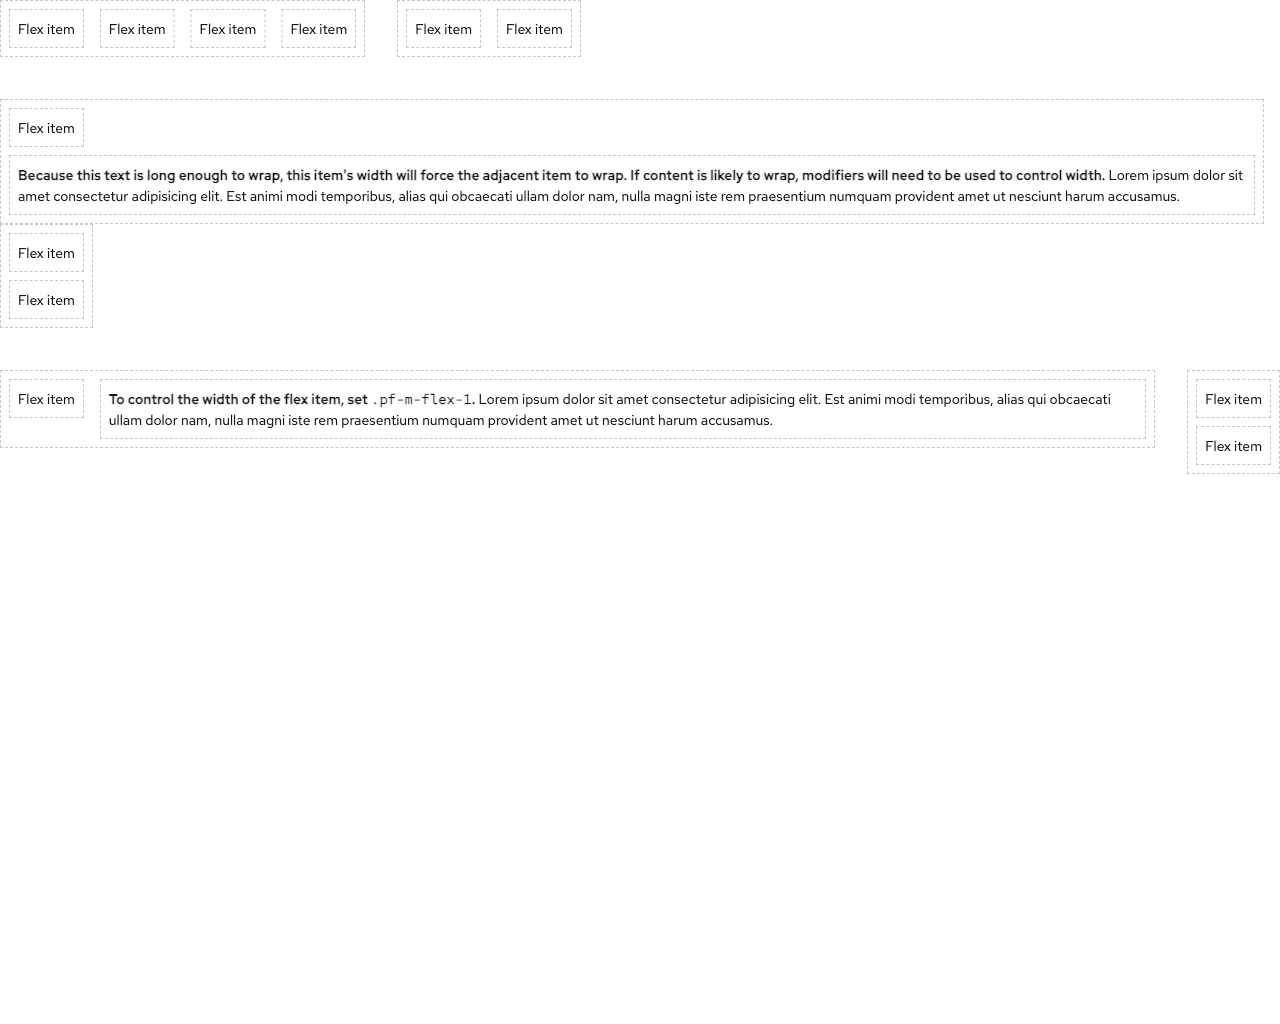 Flex item Flex item Flex item Flex item Flex item Flex item
Flex item
Because this text is long enough to wrap, this item's width will force the adjacent item to wrap. If content is likely to wrap, modifiers will need to be used to control width. Lorem ipsum dolor sit
amet consectetur adipisicing elit. Est animi modi temporibus, alias qui obcaecati ullam dolor nam, nulla magni iste rem praesentium numquam provident amet ut nesciunt harum accusamus.
Flex item
Flex item
Flex item
To control the width of the flex item, set .pf-m-flex-1. Lorem ipsum dolor sit amet consectetur adipisicing elit. Est animi modi temporibus, alias qui obcaecati
ullam dolor nam, nulla magni iste rem praesentium numquam provident amet ut nesciunt harum accusamus.
Flex item
Flex item